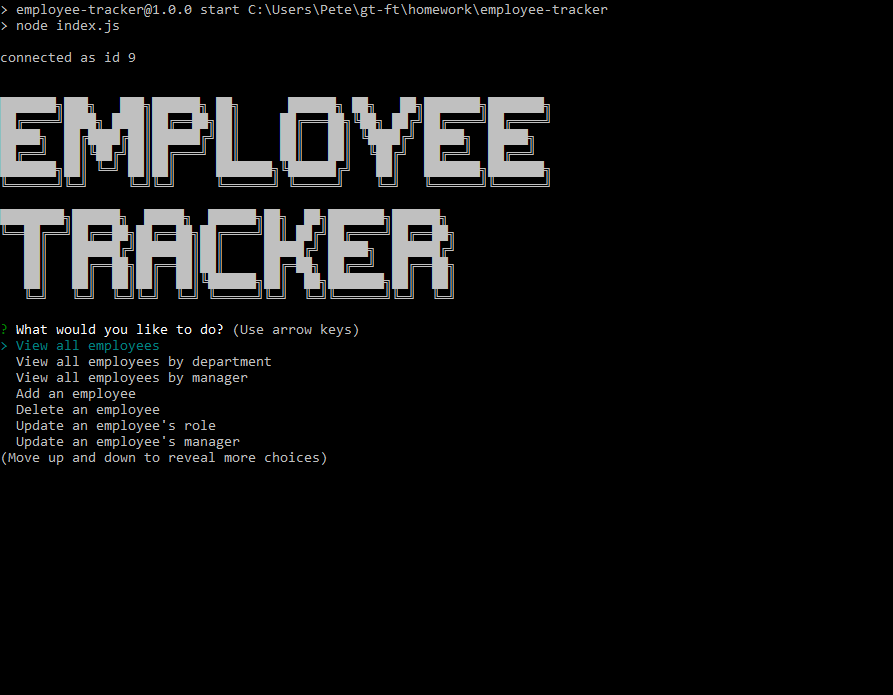 > employee-tracker@1.0.0 start C:\Users\Pete\gt-ft\homework\employee-tracker
> node index.js
connected as id 9
EMPLOYEE
TRACKER
? What would you like to do? (Use arrow keys)
> View all employees
View all employees by department
View all employees by manager
Add an employee
Delete an employee
Update an employee's role
Update an employee's manager
(Move up and down to reveal more choices)